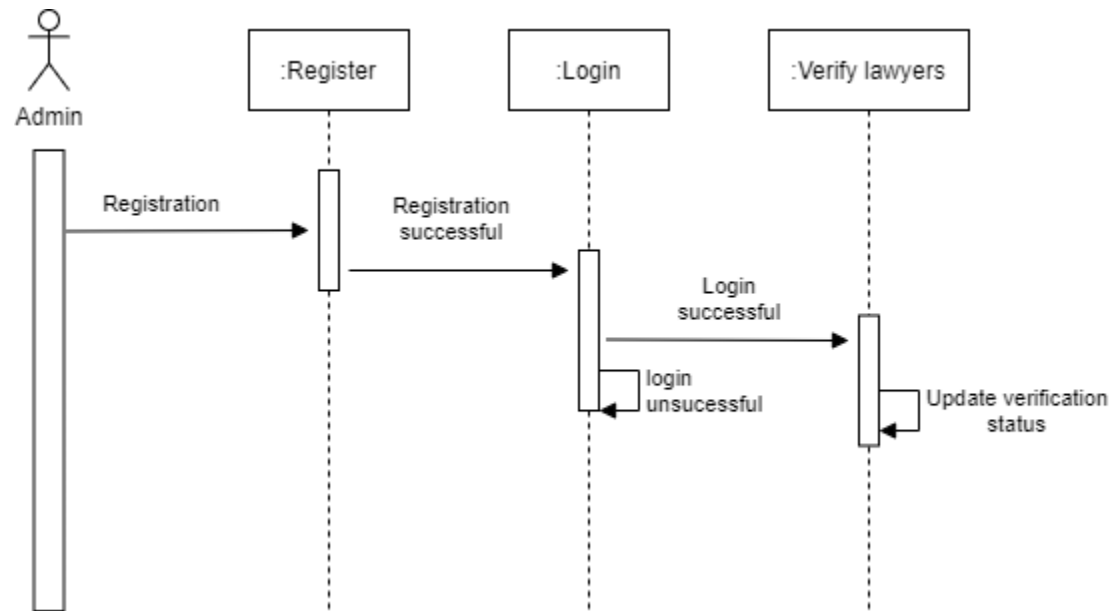 :Register
:Login
:Verify lawyers
Admin
Registration
Registration
successful
Login
successful
login
unsucessful
Update verification
status